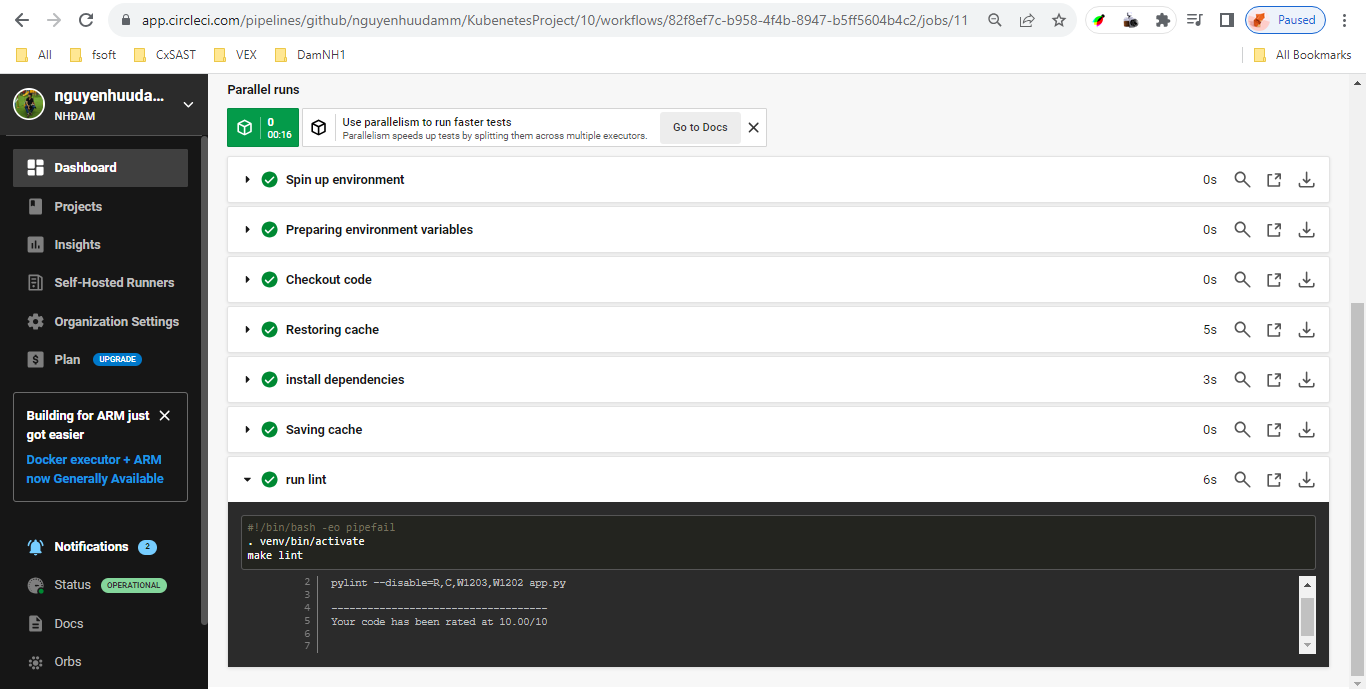 app.circleci.com/pipelines/github/nguyenhuudamm/KubenetesProject/10/workflows/82f8ef7c-b958-4f4b-8947-b5ff5604b4c2/jobs/11
Paused
All
fsoft
CxSAST
VEX
DamNH1
All Bookmarks
nguyenhuuda...
NHĐAM
Dashboard
Projects
Insights
Self-Hosted Runners
Organization Settings
Plan UPGRADE
Building for ARM just
got easier
Docker executor + ARM
now Generally Available
Notifications 2
Status OPERATIONAL
Docs
Orbs
Parallel runs
0
00:16
Use parallelism to run faster tests
Parallelism speeds up tests by splitting them across multiple executors.
Go to Docs
Spin up environment 0s
Preparing environment variables 0s
Checkout code 0s
Restoring cache 5s
install dependencies 3s
Saving cache 0s
run lint 6s
#!/bin/bash -eo pipefail
. venv/bin/activate
make lint
2 pylint --disable=R,C,W1203,W1202 app.py
3
4 ------------------------------------
5 Your code has been rated at 10.00/10
6
7